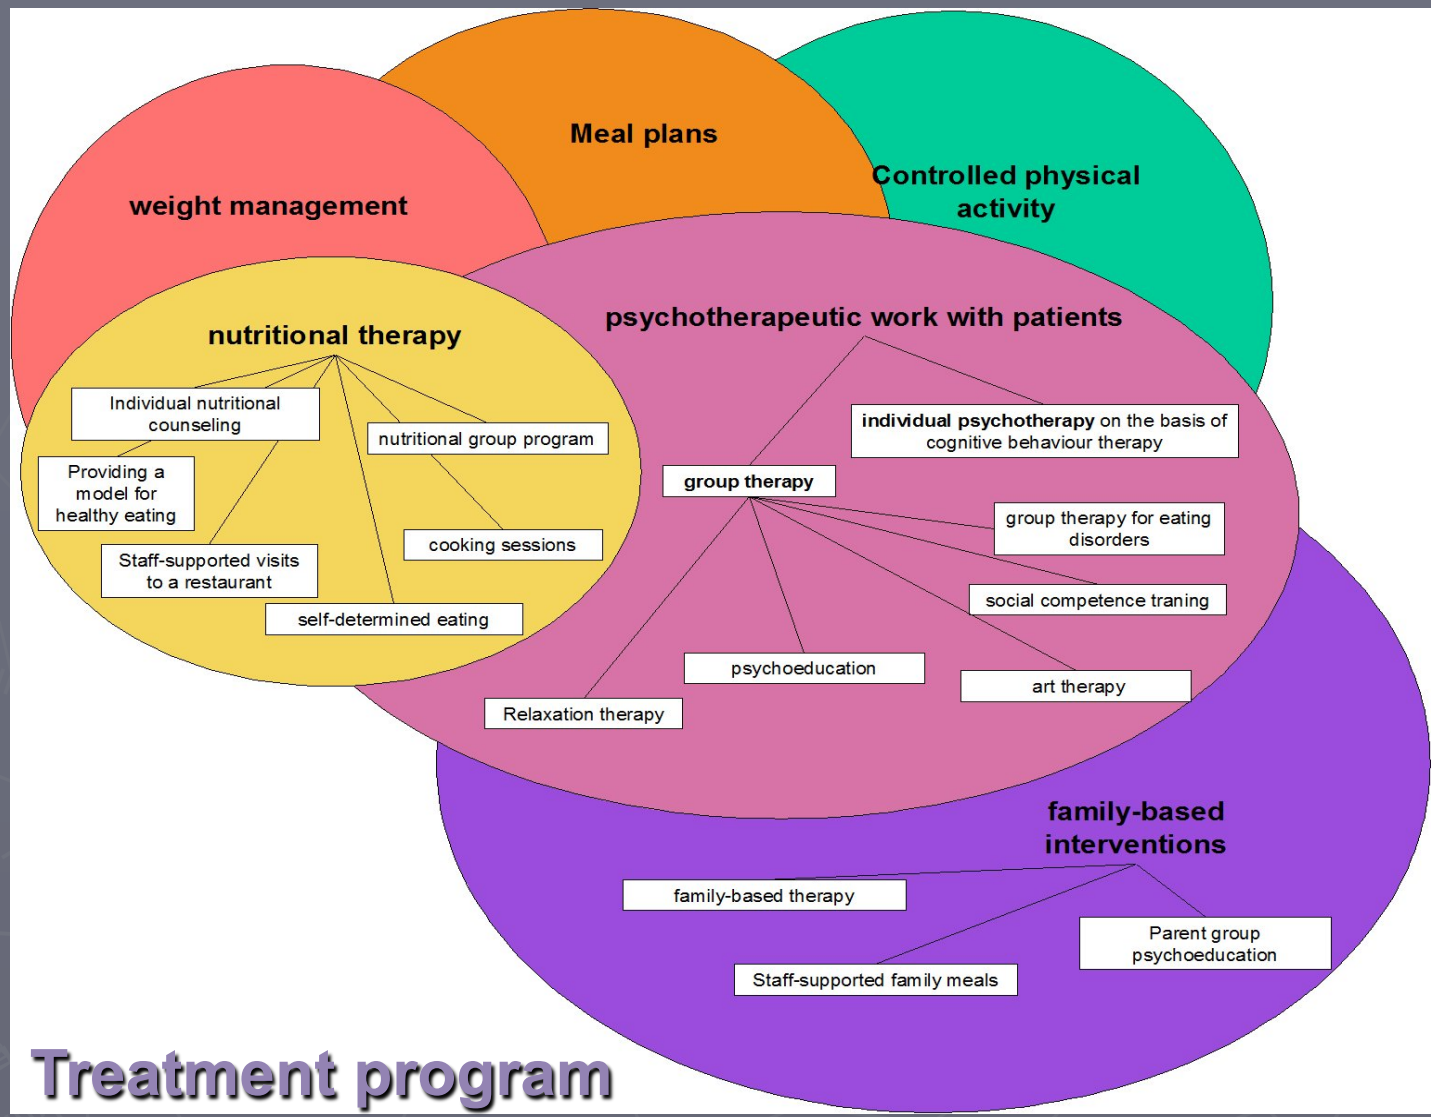 Meal plans
Controlled physical
activity
weight management
nutritional therapy
Individual nutritional
counseling
nutritional group program
Providing a
model for
healthy eating
Staff-supported visits
to a restaurant
cooking sessions
self-determined eating
psychotherapeutic work with patients
individual psychotherapy on the basis of
cognitive behaviour therapy
group therapy
group therapy for eating
disorders
social competence traning
psychoeducation
art therapy
Relaxation therapy
family-based
interventions
family-based therapy
Parent group
psychoeducation
Staff-supported family meals
Treatment program